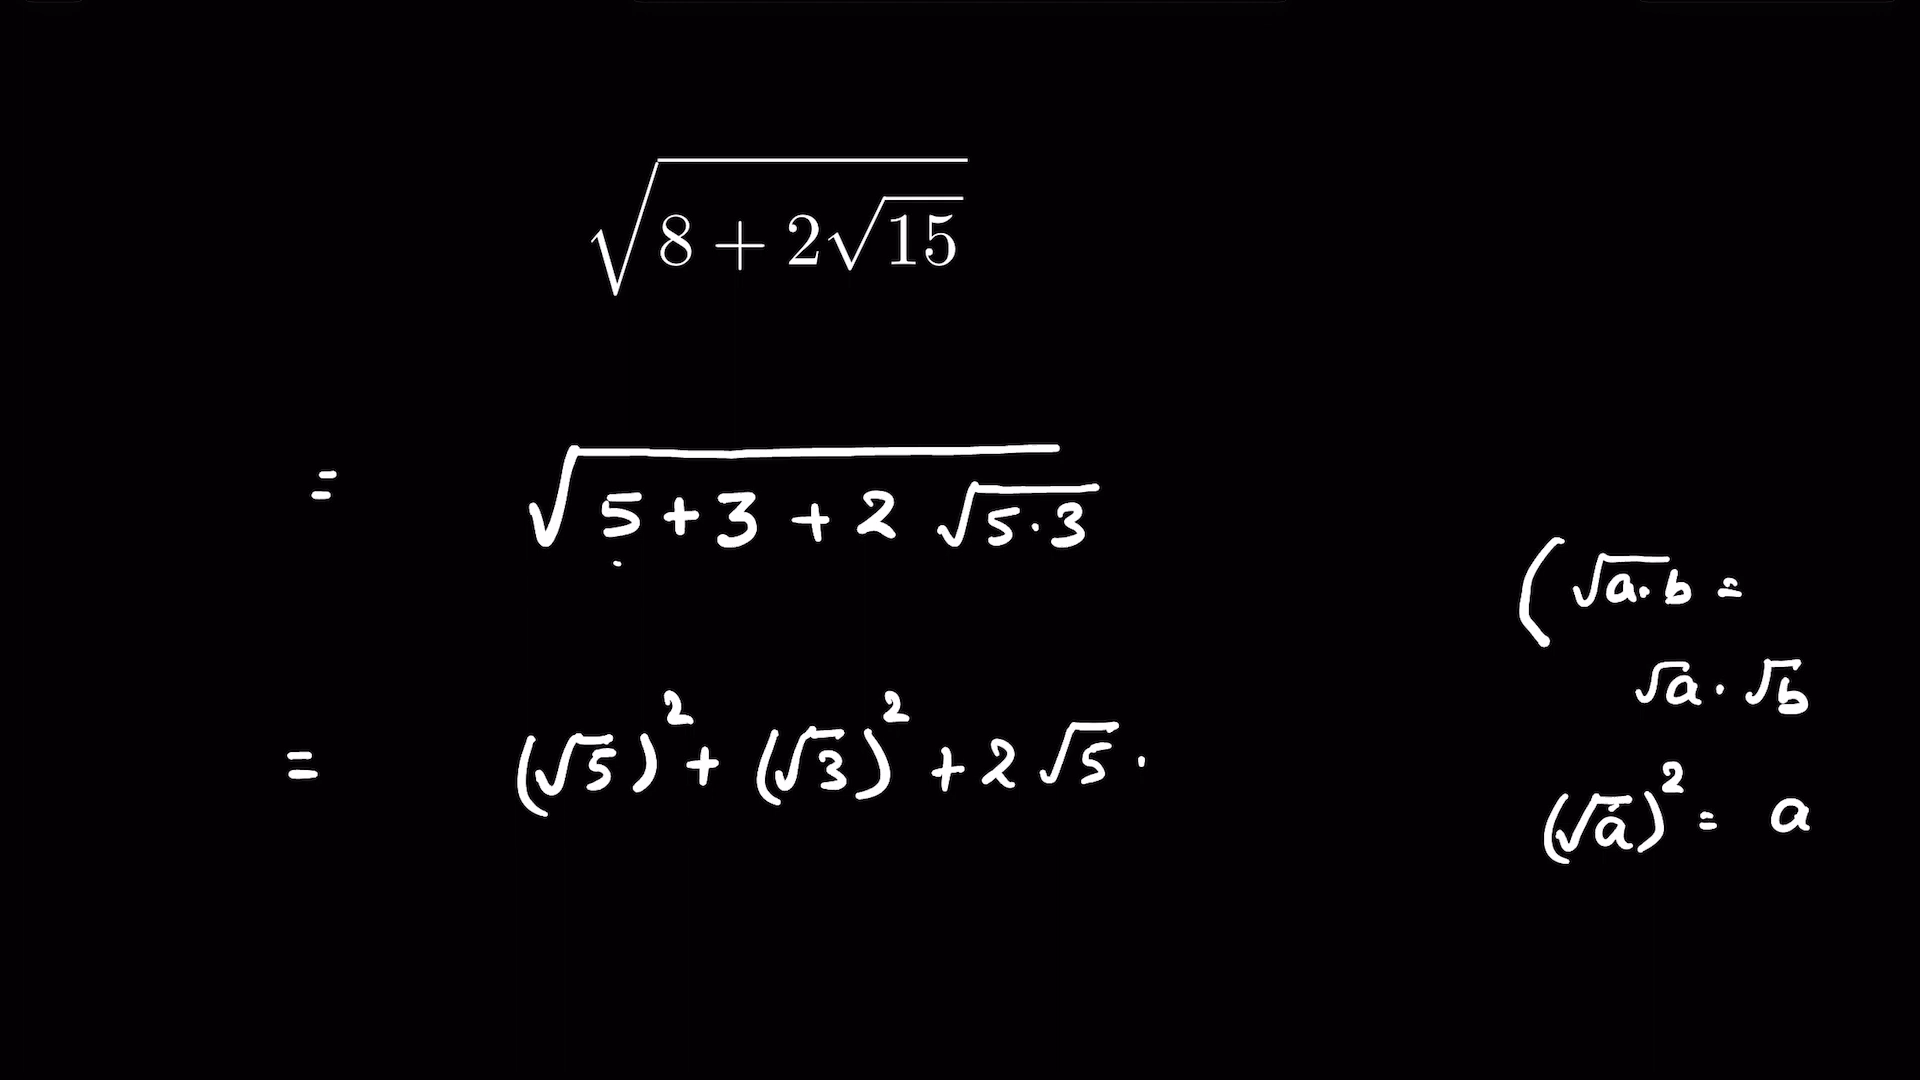 √(8 + 2√15)
= √(5 + 3 + 2 √(5·3))
(√a·b =
√a · √b
= (√5)² + (√3)² + 2 √5 ·
(√a)² = a